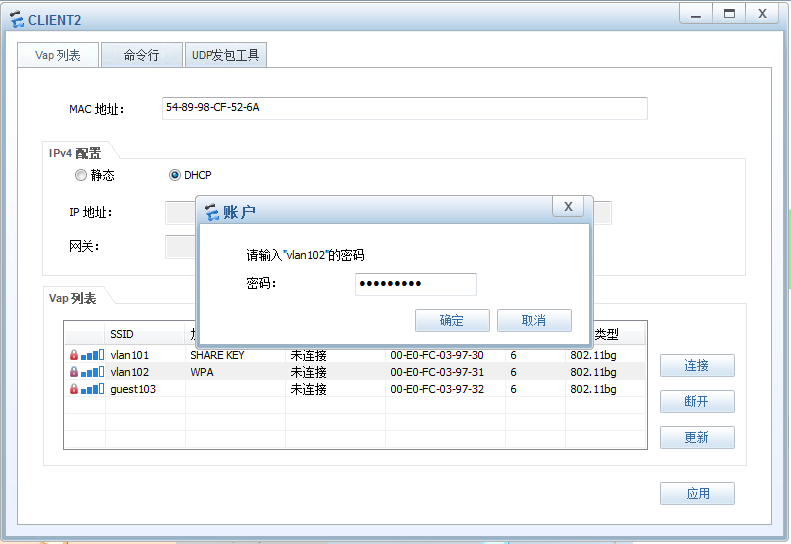 CLIENT2
Vap 列表 命令行 UDP发包工具
MAC 地址： 54-89-98-CF-52-6A
IPv4 配置
静态 DHCP
账户
IP 地址：
网关：
请输入"vlan102"的密码
密码：
确定 取消
Vap 列表
SSID 类型
vlan101 SHARE KEY 未连接 00-E0-FC-03-97-30 6 802.11bg
vlan102 WPA 未连接 00-E0-FC-03-97-31 6 802.11bg
guest103 未连接 00-E0-FC-03-97-32 6 802.11bg
连接
断开
更新
应用